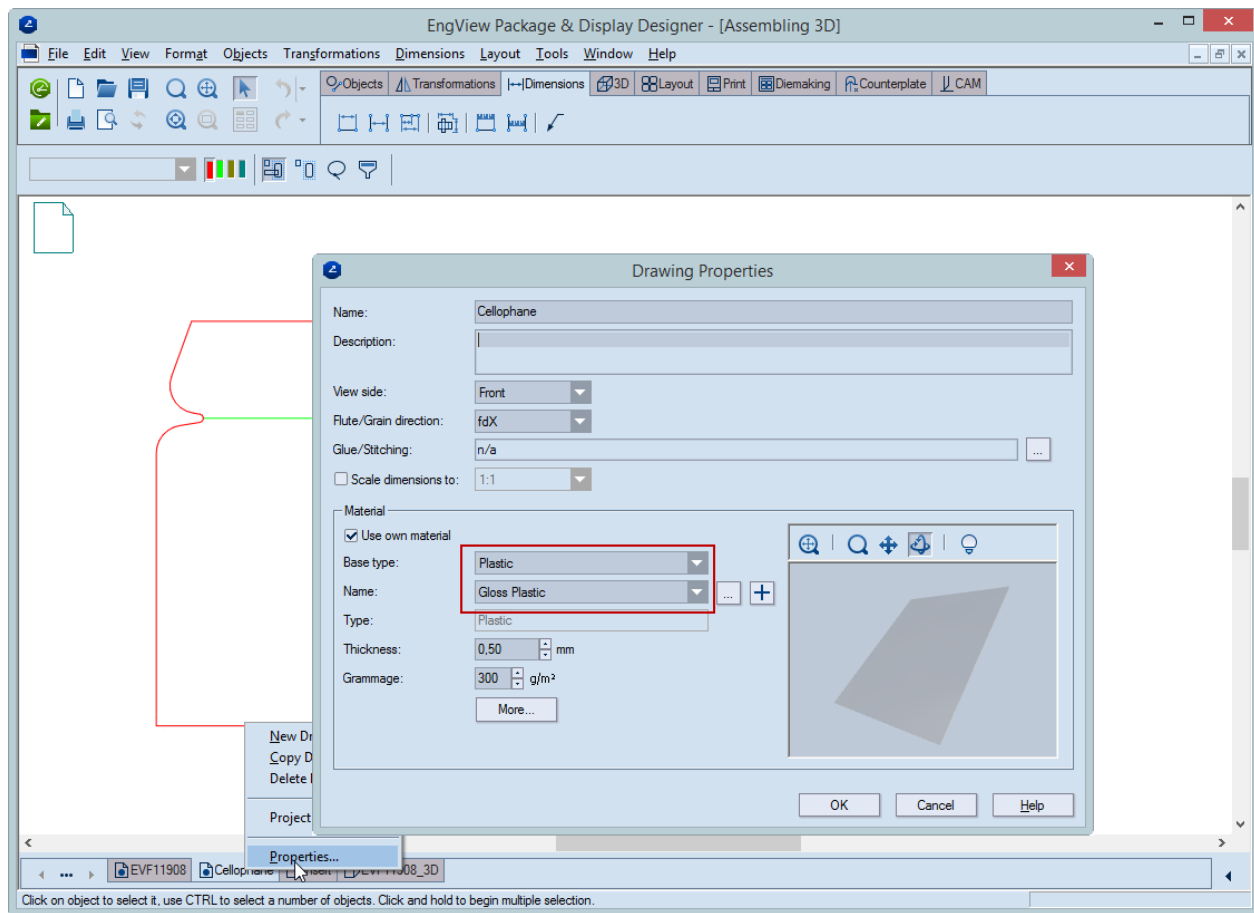 EngView Package & Display Designer - [Assembling 3D]
File Edit View Format Objects Transformations Dimensions Layout Tools Window Help
Objects Transformations Dimensions 3D Layout Print Diemaking Counterplate CAM
Drawing Properties
Name: Cellophane
Description:
View side: Front
Flute/Grain direction: fdX
Glue/Stitching: n/a ...
Scale dimensions to: 1:1
Material
Use own material
Base type: Plastic
Name: Gloss Plastic ...
Type: Plastic
Thickness: 0,50 mm
Grammage: 300 g/m²
More...
New Dr
Copy D
Delete
Project
OK Cancel Help
Properties...
... EVF11908 Cellophane Insert EVF11908_3D
Click on object to select it, use CTRL to select a number of objects. Click and hold to begin multiple selection.